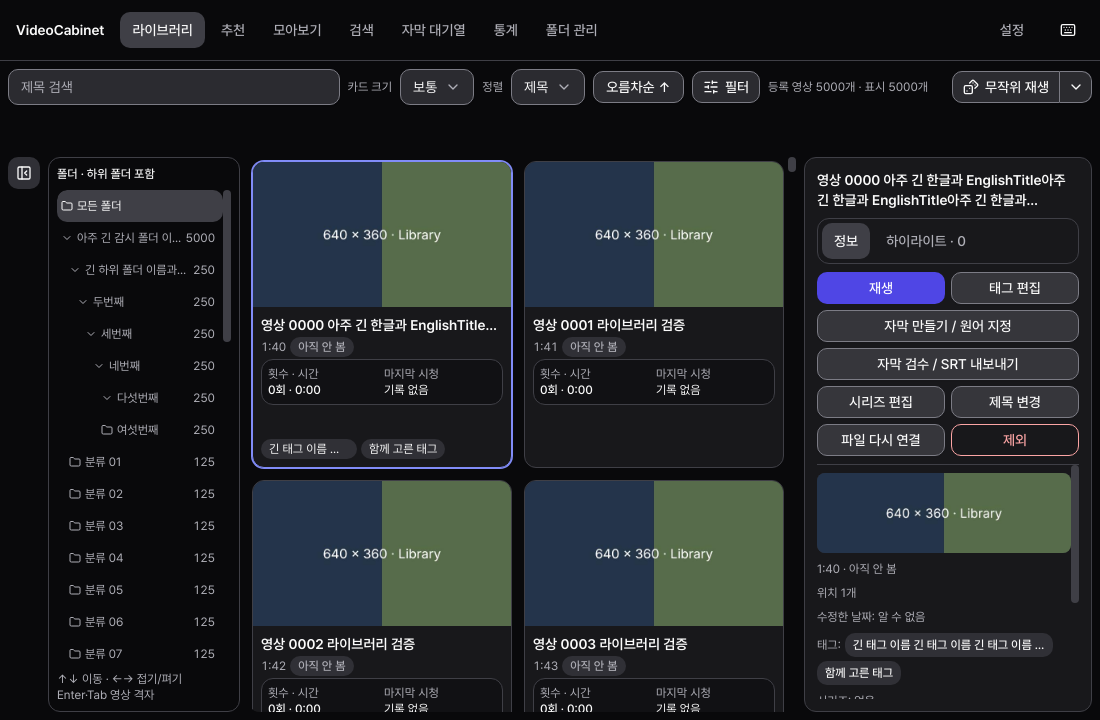 VideoCabinet 라이브러리 추천 모아보기 검색 자막 대기열 통계 폴더 관리 설정
제목 검색 카드 크기 보통 정렬 제목 오름차순 ↑ 필터 등록 영상 5000개 · 표시 5000개 무작위 재생
폴더 · 하위 폴더 포함
모든 폴더
아주 긴 감시 폴더 이... 5000
긴 하위 폴더 이름과... 250
두번째 250
세번째 250
네번째 250
다섯번째 250
여섯번째 250
분류 01 125
분류 02 125
분류 03 125
분류 04 125
분류 05 125
분류 06 125
분류 07 125
↑↓ 이동 · ←→ 접기/펴기
Enter·Tab 영상 격자
640 × 360 · Library
영상 0000 아주 긴 한글과 EnglishTitle...
1:40 아직 안 봄
횟수 · 시간 마지막 시청
0회 · 0:00 기록 없음
긴 태그 이름 ... 함께 고른 태그
640 × 360 · Library
영상 0001 라이브러리 검증
1:41 아직 안 봄
횟수 · 시간 마지막 시청
0회 · 0:00 기록 없음
640 × 360 · Library
영상 0002 라이브러리 검증
1:42 아직 안 봄
횟수 · 시간 마지막 시청
0회 · 0:00 기록 없음
640 × 360 · Library
영상 0003 라이브러리 검증
1:43 아직 안 봄
횟수 · 시간 마지막 시청
0회 · 0:00 기록 없음
영상 0000 아주 긴 한글과 EnglishTitle아주
긴 한글과 EnglishTitle아주 긴 한글과...
정보 하이라이트 · 0
재생 태그 편집
자막 만들기 / 원어 지정
자막 검수 / SRT 내보내기
시리즈 편집 제목 변경
파일 다시 연결 제외
640 × 360 · Library
1:40 · 아직 안 봄
위치 1개
수정한 날짜: 알 수 없음
태그: 긴 태그 이름 긴 태그 이름 긴 태그 이름 ...
함께 고른 태그